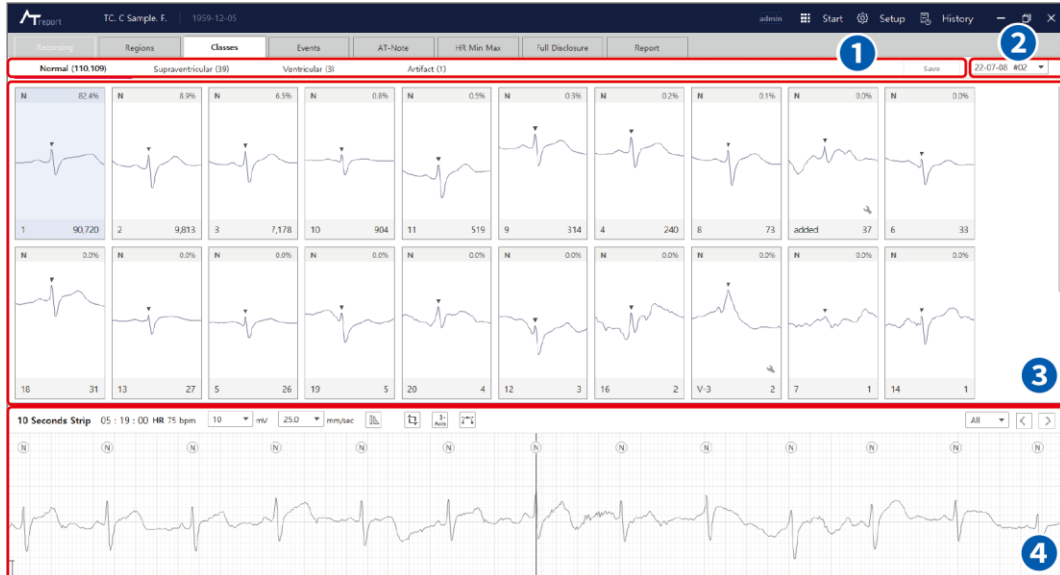 ATreport TC. C Sample. F. 1959-12-05 admin Start Setup History
Recording Regions Classes Events AT-Note HR Min Max Full Disclosure Report
1 2
Normal (110,109) Supraventricular (39) Ventricular (3) Artifact (1) Save 22-07-08 #02
N 82.4% N 8.9% N 6.5% N 0.8% N 0.5% N 0.3% N 0.2% N 0.1% N 0.0% N 0.0%
1 90,720 2 9,813 3 7,178 10 904 11 519 9 314 4 240 8 73 added 37 6 33
N 0.0% N 0.0% N 0.0% N 0.0% N 0.0% N 0.0% N 0.0% N 0.0% N 0.0% N 0.0%
18 31 13 27 5 26 19 5 20 4 12 3 16 2 V-3 2 7 1 14 1
3
10 Seconds Strip 05 : 19 : 00 HR 75 bpm 10 mV 25.0 mm/sec All
N N N N N N N N N N N N N
4